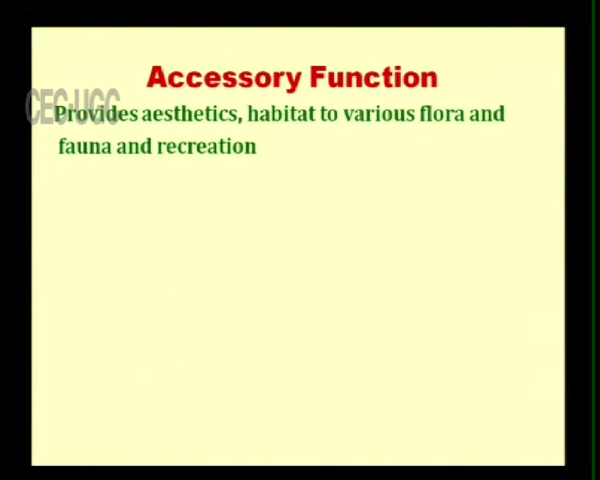 Accessory Function
CEC-UGC
Provides aesthetics, habitat to various flora and
fauna and recreation